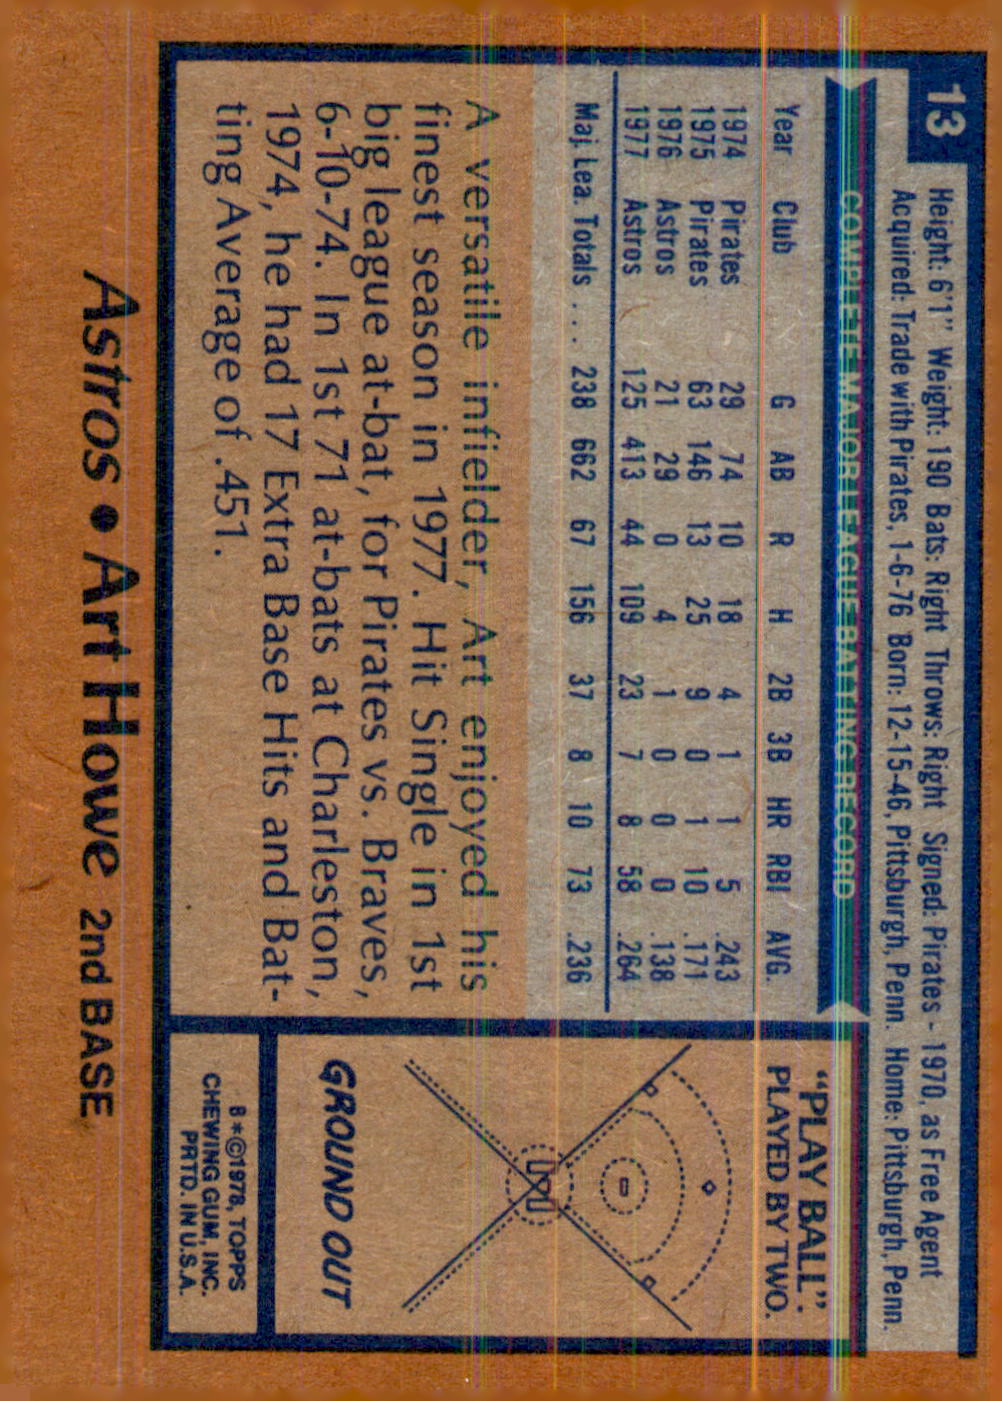 13
Height: 6'1" Weight: 190 Bats: Right Throws: Right Signed: Pirates - 1970, as Free Agent
Acquired: Trade with Pirates, 1-6-76 Born: 12-15-46, Pittsburgh, Penn. Home: Pittsburgh, Penn.
COMPLETE MAJOR LEAGUE BATTING RECORD
Year Club G AB R H 2B 3B HR RBI AVG.
1974 Pirates 29 74 10 18 4 1 1 5 .243
1975 Pirates 63 146 13 25 9 0 1 10 .171
1976 Astros 21 29 0 4 1 0 0 0 .138
1977 Astros 125 413 44 109 23 7 8 58 .264
Maj. Lea. Totals . . . . 238 662 67 156 37 8 10 73 .236
A versatile infielder, Art enjoyed his
finest season in 1977. Hit Single in 1st
big league at-bat, for Pirates vs. Braves,
6-10-74. In 1st 71 at-bats at Charleston,
1974, he had 17 Extra Base Hits and Bat-
ting Average of .451.
"PLAY BALL".
PLAYED BY TWO.
GROUND OUT
8*©1978, TOPPS
CHEWING GUM, INC.
PRTD. IN U.S.A.
Astros • Art Howe 2nd BASE